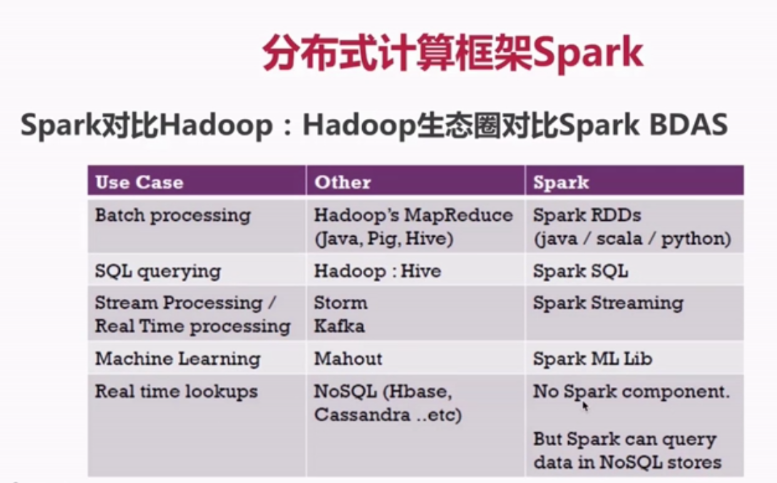 分布式计算框架Spark
Spark对比Hadoop：Hadoop生态圈对比Spark BDAS
Use Case Other Spark
Batch processing Hadoop's MapReduce Spark RDDs
(Java, Pig, Hive) (java / scala / python)
SQL querying Hadoop : Hive Spark SQL
Stream Processing / Storm Spark Streaming
Real Time processing Kafka
Machine Learning Mahout Spark ML Lib
Real time lookups NoSQL (Hbase, No Spark component.
Cassandra ..etc)
But Spark can query
data in NoSQL stores